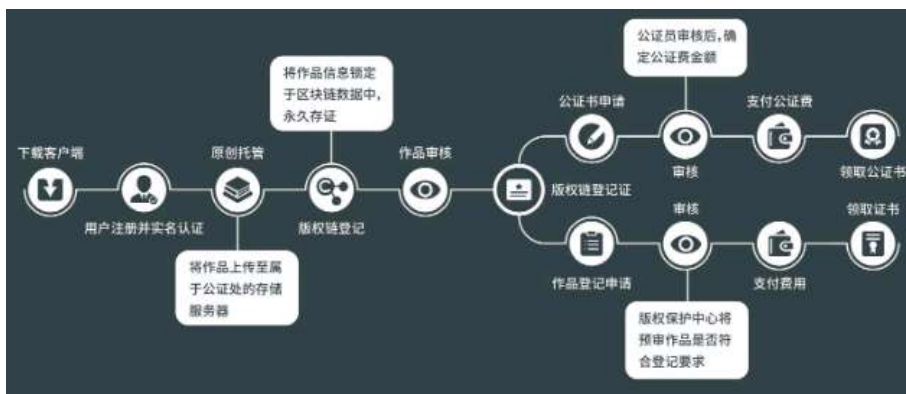 公证员审核后,确
定公证费金额
将作品信息锁定
于区块链数据中,
永久存证
公证书申请
支付公证费
下载客户端
原创托管
作品审核
版权链登记证
审核
领取公证书
用户注册并实名认证
版权链登记
审核
领取证书
将作品上传至属
于公证处的存储
服务器
作品登记申请
支付费用
版权保护中心将
预审作品是否符
合登记要求